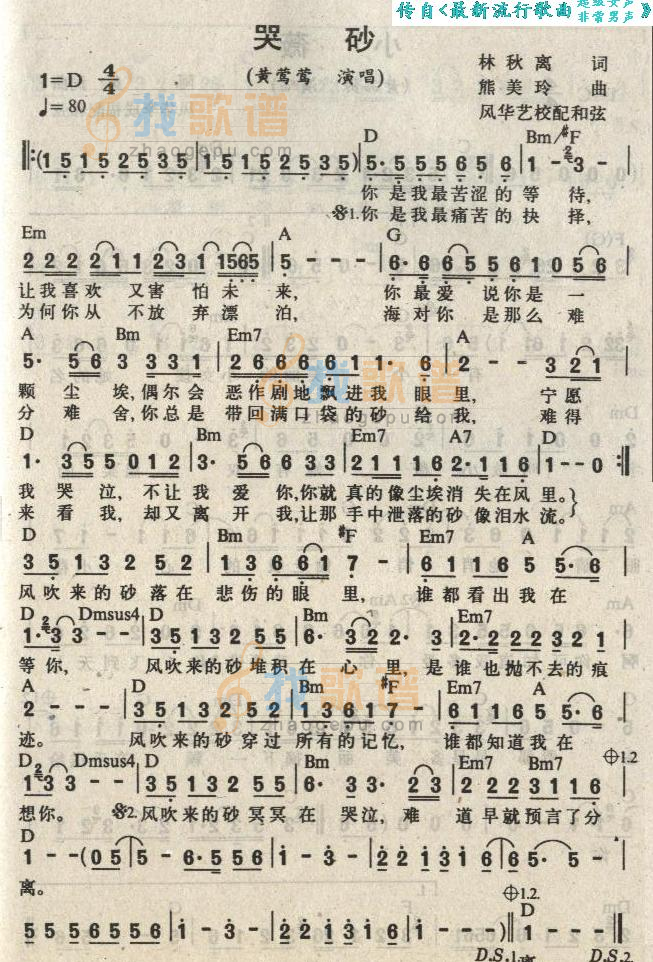 传自<最新流行歌曲 超级女声 非常男声》
哭 砂
(黄莺莺 演唱)
林秋离 词
熊美玲 曲
风华艺校配和弦
1=D 4/4
♩=80
找歌谱
zhaogepu.com
D Bm/#F
‖:(1 5 1 5 2 5 3 5 | 1 5 1 5 2 5 3 5) | 5· 5 5 5 6 5 6 | 1 - 3 - |
你是我最苦涩的等待,
𝄋1.你是我最痛苦的抉择,
Em A G
2 2 2 2 1 1 2 3 1 1565 | 5 - - - | 6· 6 6 5 5 6 1 0 5 6 |
让我喜欢 又害怕未来, 你最爱 说你是一
为何你从 不放弃漂泊, 海对你 是那么难
A Bm Em7 A
5· 5 6 3 3 3 1 | 2 6 6 6 6 6 1 1· 6 | 2 - - 3 2 1 |
颗尘埃,偶尔会 恶作剧地飘进我眼里, 宁愿
分难舍,你总是 带回满口袋的砂给我, 难得
D Bm Em7 A7 D
1· 3 5 5 0 1 2 | 3· 5 6 6 3 3 | 2 1 1 1 6 2· 1 1 6 | 1 - - 0 :‖
我哭泣,不让我爱你,你就真的像尘埃消失在风里。
来看我,却又离开我,让那手中泄落的砂像泪水流。
D Bm #F Em7 A
3 5 1 3 2 5 2 | 1 3 6 6 1 7 - | 6 1 1 6 5 5· 6 |
风吹来的砂落在悲伤的眼里, 谁都看出我在
D Dmsus4 D Bm Em7
1· 3 3 - - | 3 5 1 3 2 5 5 | 6· 3 2 2· 3 | 2· 2 2 2 3 2 1 |
等你, 风吹来的砂堆积在心里,是谁也抛不去的痕
A D Bm #F Em7 A
2 - - - | 3 5 1 3 2 5 2 | 1 3 6 1 7 - | 6 1 1 6 5 5· 6 |
迹。 风吹来的砂穿过所有的记忆, 谁都知道我在
D Dmsus4 D Bm Em7 Bm7 ⊕1.2
1 3 3 - - | 3 5 1 3 2 5 5 | 6· 3 3· 2 3 | 2 2 2 3 1 1 6 |
想你。 𝄋2.风吹来的砂冥冥在哭泣,难道早就预言了分
D
1 - - (0 5 | 5 - 6· 5 5 6 | 1 - 3 - | 2 2 1 3 1 6 | 6 5· 5 - |
离。
⊕1.2.
D
5 5 5 6 5 5 6 | 1 - 3 - | 2 2 1 3 2 3 1 6 | 1 - - -)‖ 1 - - - ‖
D.S.1. 离 D.S.2.